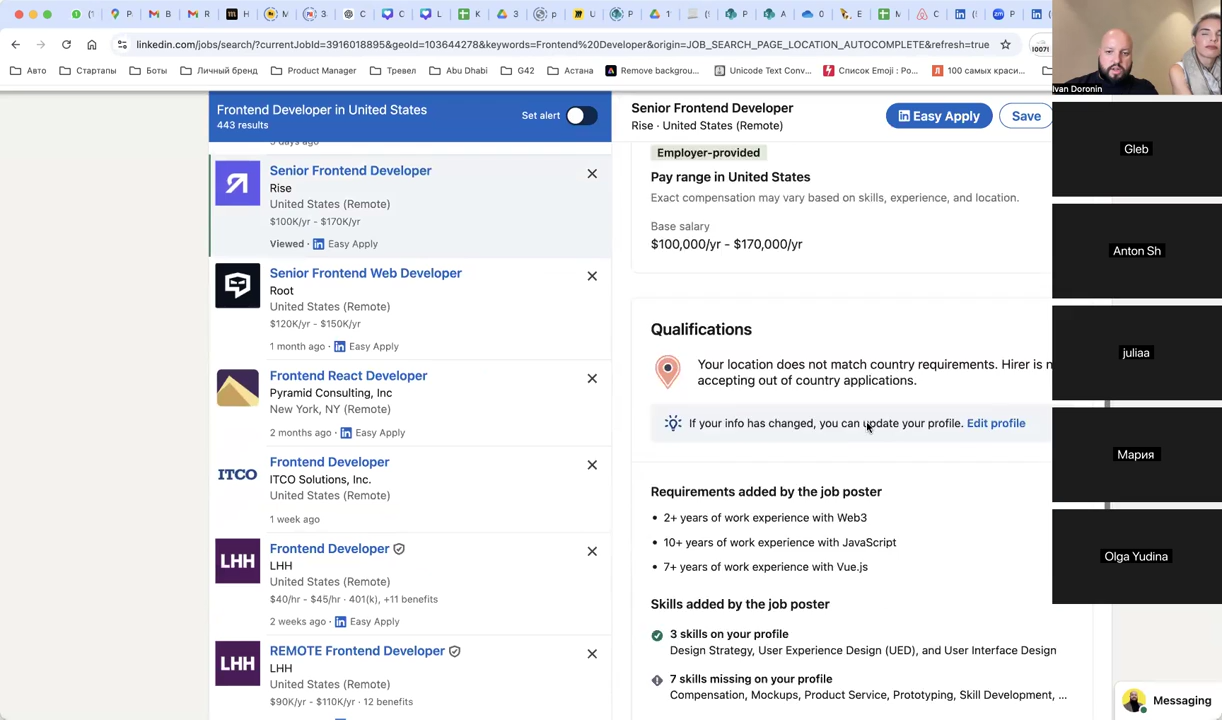 linkedin.com/jobs/search/?currentJobId=3916018895&geoId=103644278&keywords=Frontend%20Developer&origin=JOB_SEARCH_PAGE_LOCATION_AUTOCOMPLETE&refresh=true
Авто
Стартапы
Боты
Личный бренд
Product Manager
Тревел
Abu Dhabi
G42
Астана
Remove backgrou...
Unicode Text Conv...
Список Emoji : Po...
100 самых краси...
Frontend Developer in United States
443 results
Set alert
3 days ago
Senior Frontend Developer
Rise
United States (Remote)
$100K/yr - $170K/yr
Viewed · Easy Apply
Senior Frontend Web Developer
Root
United States (Remote)
$120K/yr - $150K/yr
1 month ago · Easy Apply
Frontend React Developer
Pyramid Consulting, Inc
New York, NY (Remote)
2 months ago · Easy Apply
ITCO
Frontend Developer
ITCO Solutions, Inc.
United States (Remote)
1 week ago
LHH
Frontend Developer
LHH
United States (Remote)
$40/hr - $45/hr · 401(k), +11 benefits
2 weeks ago · Easy Apply
LHH
REMOTE Frontend Developer
LHH
United States (Remote)
$90K/yr - $110K/yr · 12 benefits
Senior Frontend Developer
Rise · United States (Remote)
Easy Apply
Save
Employer-provided
Pay range in United States
Exact compensation may vary based on skills, experience, and location.
Base salary
$100,000/yr - $170,000/yr
Qualifications
Your location does not match country requirements. Hirer is
accepting out of country applications.
If your info has changed, you can update your profile. Edit profile
Requirements added by the job poster
• 2+ years of work experience with Web3
• 10+ years of work experience with JavaScript
• 7+ years of work experience with Vue.js
Skills added by the job poster
3 skills on your profile
Design Strategy, User Experience Design (UED), and User Interface Design
7 skills missing on your profile
Compensation, Mockups, Product Service, Prototyping, Skill Development, ...
Ivan Doronin
Gleb
Anton Sh
juliaa
Мария
Olga Yudina
Messaging